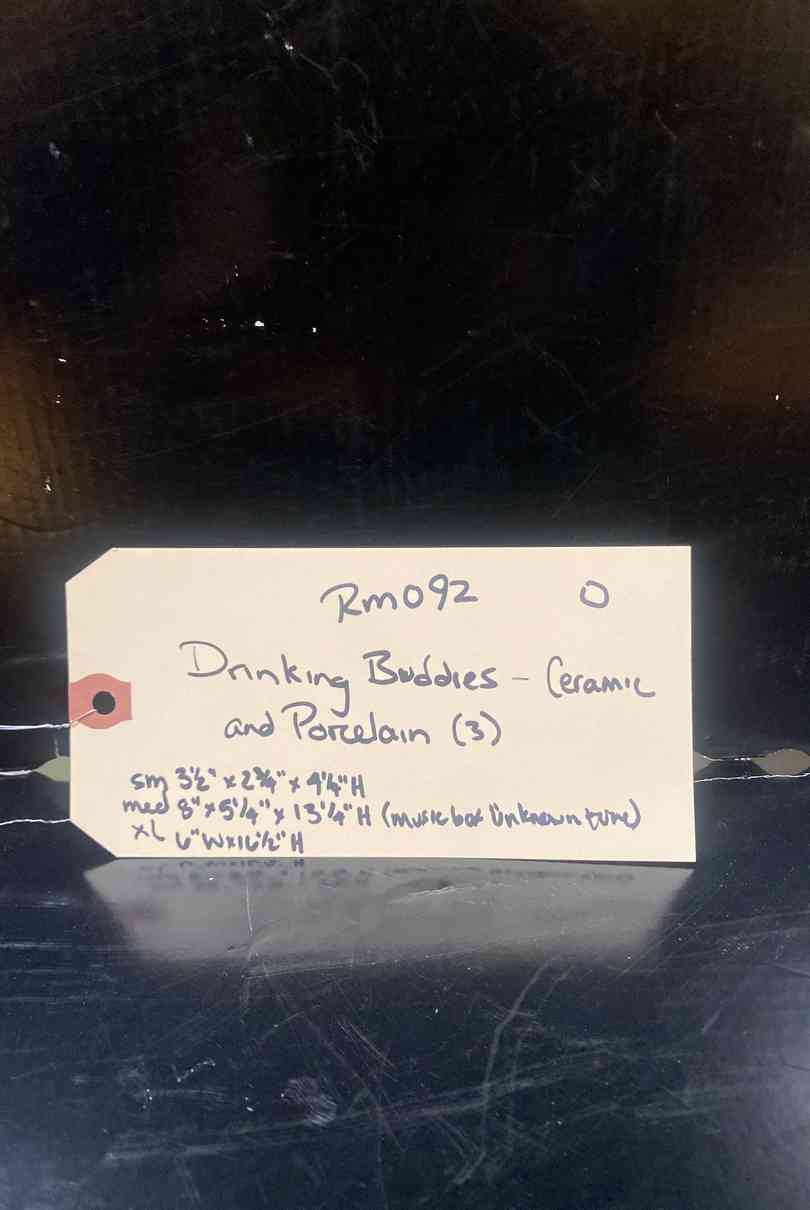 Rm092 O
Drinking Buddies - Ceramic
and Porcelain (3)
sm 3½" x 2¾" x 4¼" H
med 8" x 5¼" x 13¼" H (music box Unknown tune)
XL 6" W x 16½" H